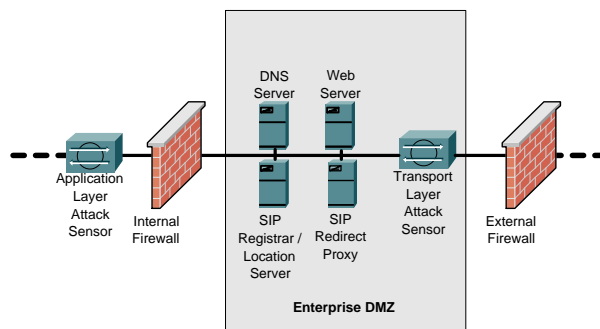 DNS
Server
Web
Server
Application
Layer
Attack
Sensor
Internal
Firewall
SIP
Registrar /
Location
Server
SIP
Redirect
Proxy
Transport
Layer
Attack
Sensor
External
Firewall
Enterprise DMZ